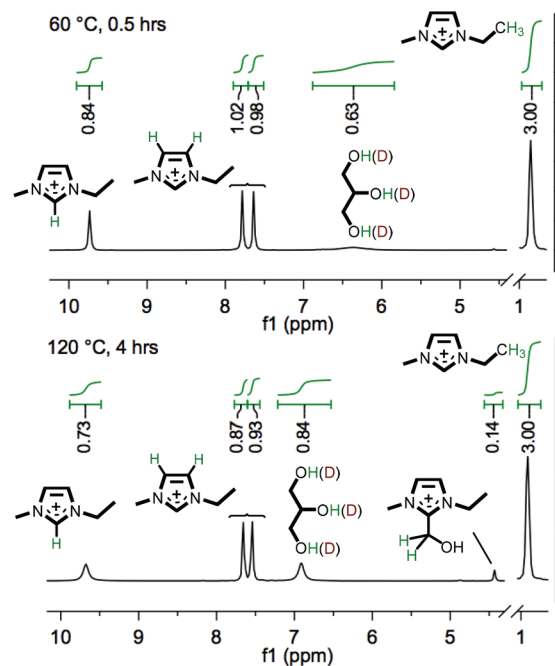 60 °C, 0.5 hrs
N + N CH3
0.84
1.02
0.98
0.63
3.00
H H
N + N
OH(D)
OH(D)
OH(D)
N + N
H
10 9 8 7 6 5 1
f1 (ppm)
120 °C, 4 hrs
N + N CH3
0.73
0.87
0.93
0.84
0.14
3.00
H H
N + N
OH(D)
OH(D)
OH(D)
N + N
H
N + N
H
H
OH
10 9 8 7 6 5 1
f1 (ppm)